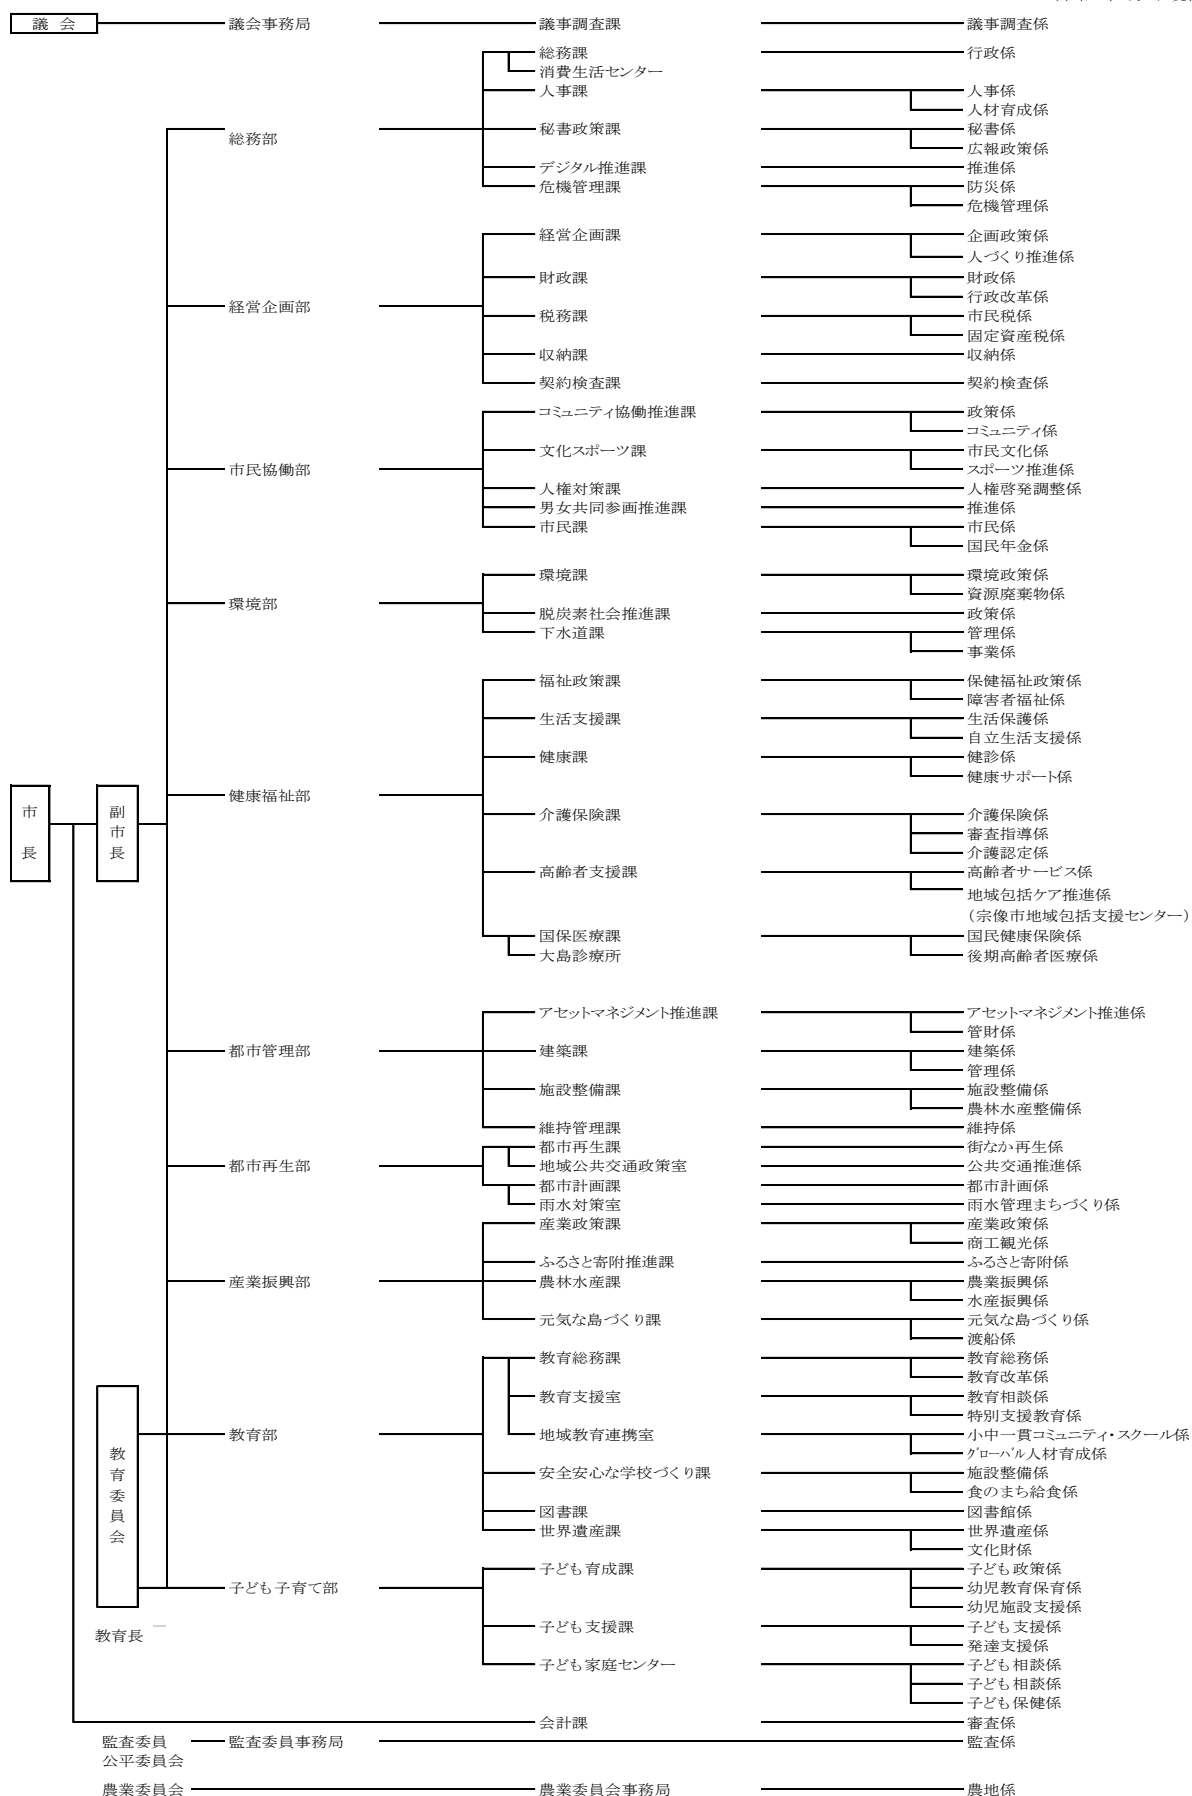 議 会 議会事務局 議事調査課 議事調査係
総務課 行政係
消費生活センター
人事課 人事係
人材育成係
総務部 秘書政策課 秘書係
広報政策係
デジタル推進課 推進係
危機管理課 防災係
危機管理係
経営企画課 企画政策係
人づくり推進係
財政課 財政係
経営企画部 行政改革係
税務課 市民税係
固定資産税係
収納課 収納係
契約検査課 契約検査係
コミュニティ協働推進課 政策係
コミュニティ係
文化スポーツ課 市民文化係
市民協働部 スポーツ推進係
人権対策課 人権啓発調整係
男女共同参画推進課 推進係
市民課 市民係
国民年金係
環境課 環境政策係
環境部 資源廃棄物係
脱炭素社会推進課 政策係
下水道課 管理係
事業係
福祉政策課 保健福祉政策係
障害者福祉係
生活支援課 生活保護係
自立生活支援係
健康課 健診係
健康サポート係
市長 副市長 健康福祉部 介護保険課 介護保険係
審査指導係
介護認定係
高齢者支援課 高齢者サービス係
地域包括ケア推進係
（宗像市地域包括支援センター）
国保医療課 国民健康保険係
大島診療所 後期高齢者医療係
アセットマネジメント推進課 アセットマネジメント推進係
管財係
都市管理部 建築課 建築係
管理係
施設整備課 施設整備係
農林水産整備係
維持管理課 維持係
都市再生課 街なか再生係
都市再生部 地域公共交通政策室 公共交通推進係
都市計画課 都市計画係
雨水対策室 雨水管理まちづくり係
産業政策課 産業政策係
商工観光係
ふるさと寄附推進課 ふるさと寄附係
産業振興部 農林水産課 農業振興係
水産振興係
元気な島づくり課 元気な島づくり係
渡船係
教育総務課 教育総務係
教育改革係
教育支援室 教育相談係
特別支援教育係
教育委員会 教育部 地域教育連携室 小中一貫コミュニティ・スクール係
グローバル人材育成係
安全安心な学校づくり課 施設整備係
食のまち給食係
図書課 図書館係
世界遺産課 世界遺産係
文化財係
子ども育成課 子ども政策係
子ども子育て部 幼児教育保育係
幼児施設支援係
教育長 子ども支援課 子ども支援係
発達支援係
子ども家庭センター 子ども相談係
子ども相談係
子ども保健係
会計課 審査係
監査委員 監査委員事務局 監査係
公平委員会
農業委員会 農業委員会事務局 農地係